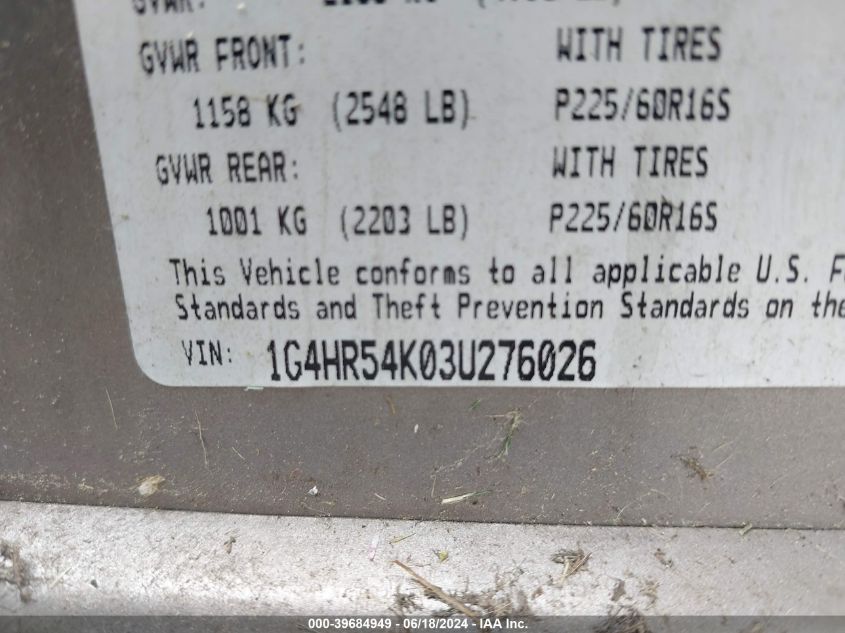 GVWR FRONT: WITH TIRES
1158 KG (2548 LB) P225/60R16S
GVWR REAR: WITH TIRES
1001 KG (2203 LB) P225/60R16S
This Vehicle conforms to all applicable U.S.
Standards and Theft Prevention Standards on the
VIN: 1G4HR54K03U276026
000-39684949 - 06/18/2024 - IAA Inc.